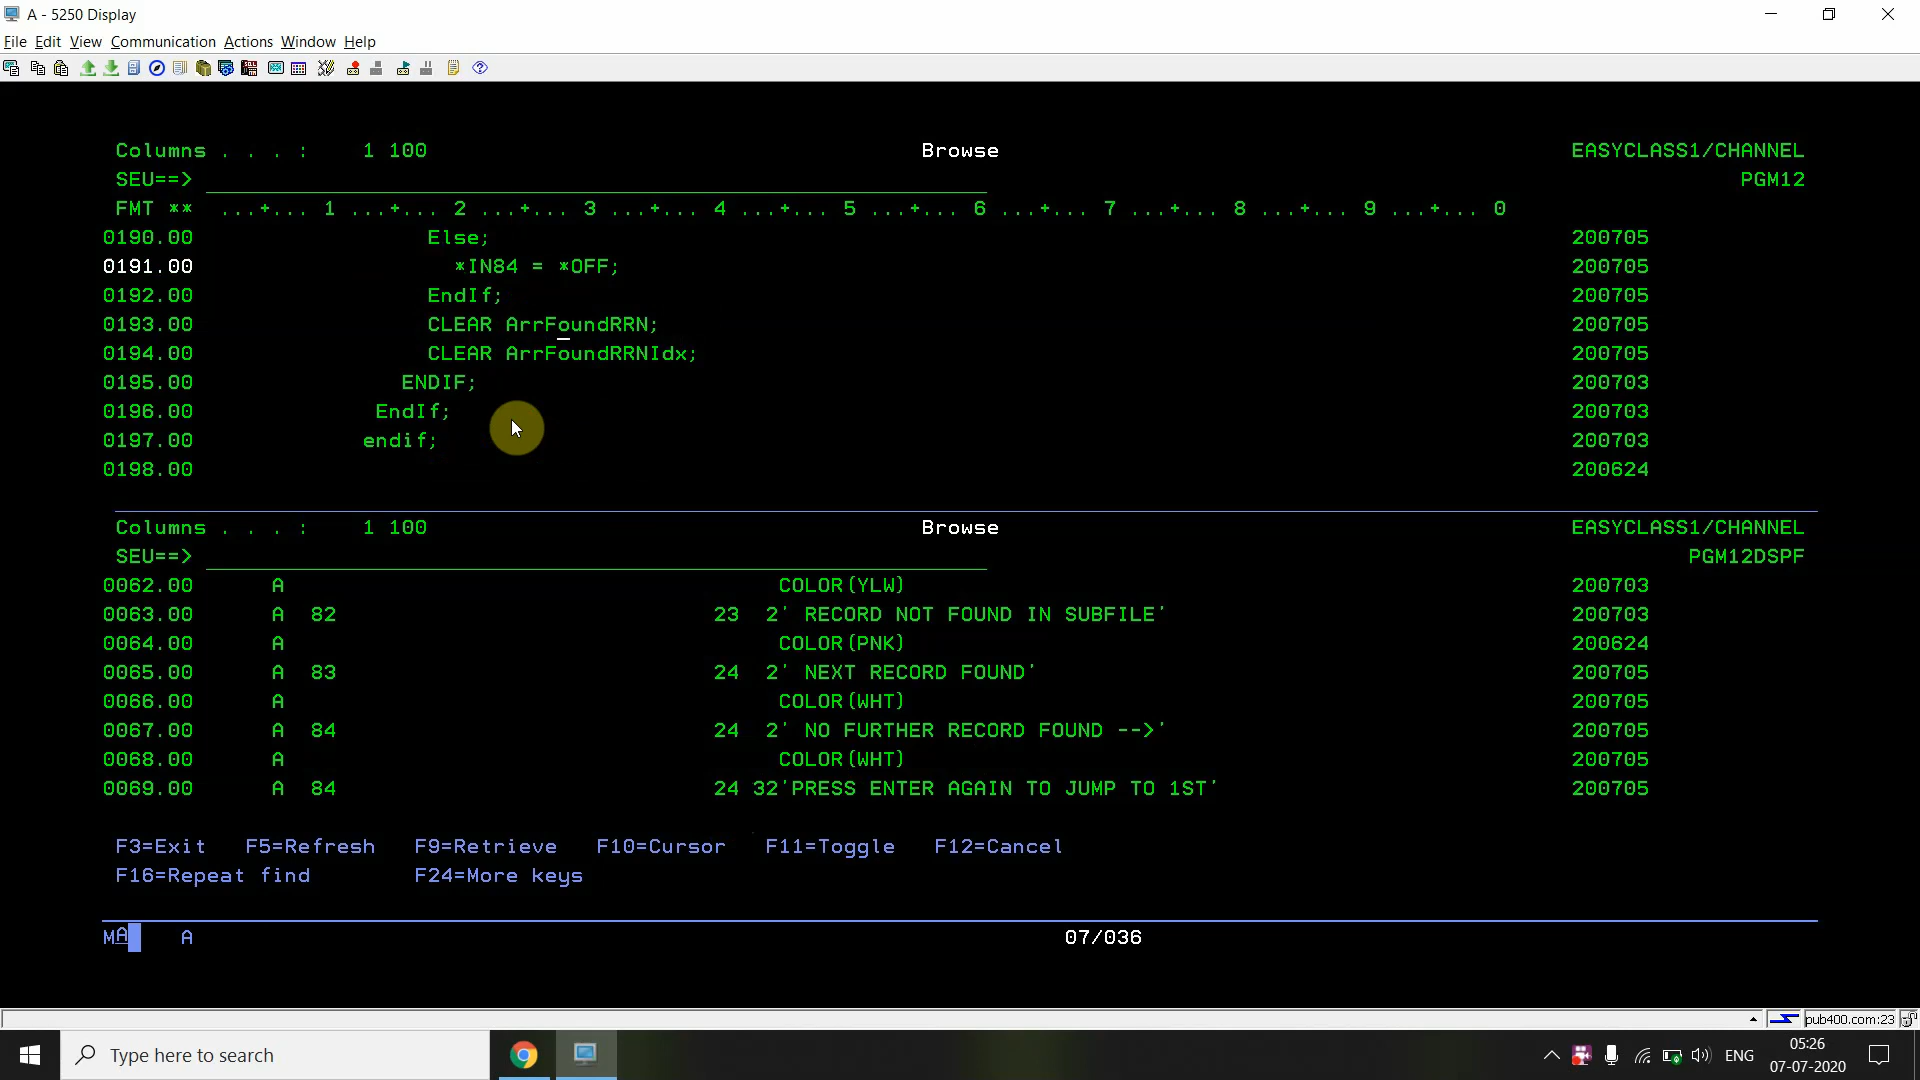 A - 5250 Display
File Edit View Communication Actions Window Help
Columns . . . : 1 100 Browse EASYCLASS1/CHANNEL
SEU==> PGM12
FMT ** ...+... 1 ...+... 2 ...+... 3 ...+... 4 ...+... 5 ...+... 6 ...+... 7 ...+... 8 ...+... 9 ...+... 0
0190.00 Else; 200705
0191.00 *IN84 = *OFF; 200705
0192.00 EndIf; 200705
0193.00 CLEAR ArrFoundRRN; 200705
0194.00 CLEAR ArrFoundRRNIdx; 200705
0195.00 ENDIF; 200703
0196.00 EndIf; 200703
0197.00 endif; 200703
0198.00 200624
Columns . . . : 1 100 Browse EASYCLASS1/CHANNEL
SEU==> PGM12DSPF
0062.00 A COLOR(YLW) 200703
0063.00 A 82 23 2' RECORD NOT FOUND IN SUBFILE' 200703
0064.00 A COLOR(PNK) 200624
0065.00 A 83 24 2' NEXT RECORD FOUND' 200705
0066.00 A COLOR(WHT) 200705
0067.00 A 84 24 2' NO FURTHER RECORD FOUND -->' 200705
0068.00 A COLOR(WHT) 200705
0069.00 A 84 24 32'PRESS ENTER AGAIN TO JUMP TO 1ST' 200705
F3=Exit F5=Refresh F9=Retrieve F10=Cursor F11=Toggle F12=Cancel
F16=Repeat find F24=More keys
MA A 07/036
pub400.com:23
Type here to search ENG 05:26
07-07-2020